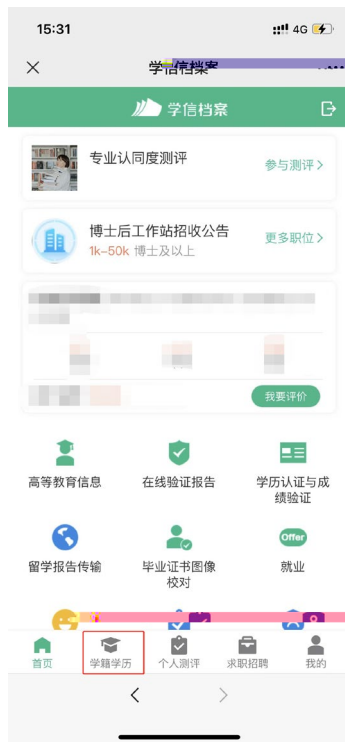 15:31
4G
学信档案
学信档案
专业认同度测评
参与测评
博士后工作站招收公告
更多职位
1k-50k 博士及以上
我要评价
高等教育信息
在线验证报告
学历认证与成
绩验证
Offer
留学报告传输
毕业证书图像
校对
就业
首页
学籍学历
个人测评
求职招聘
我的